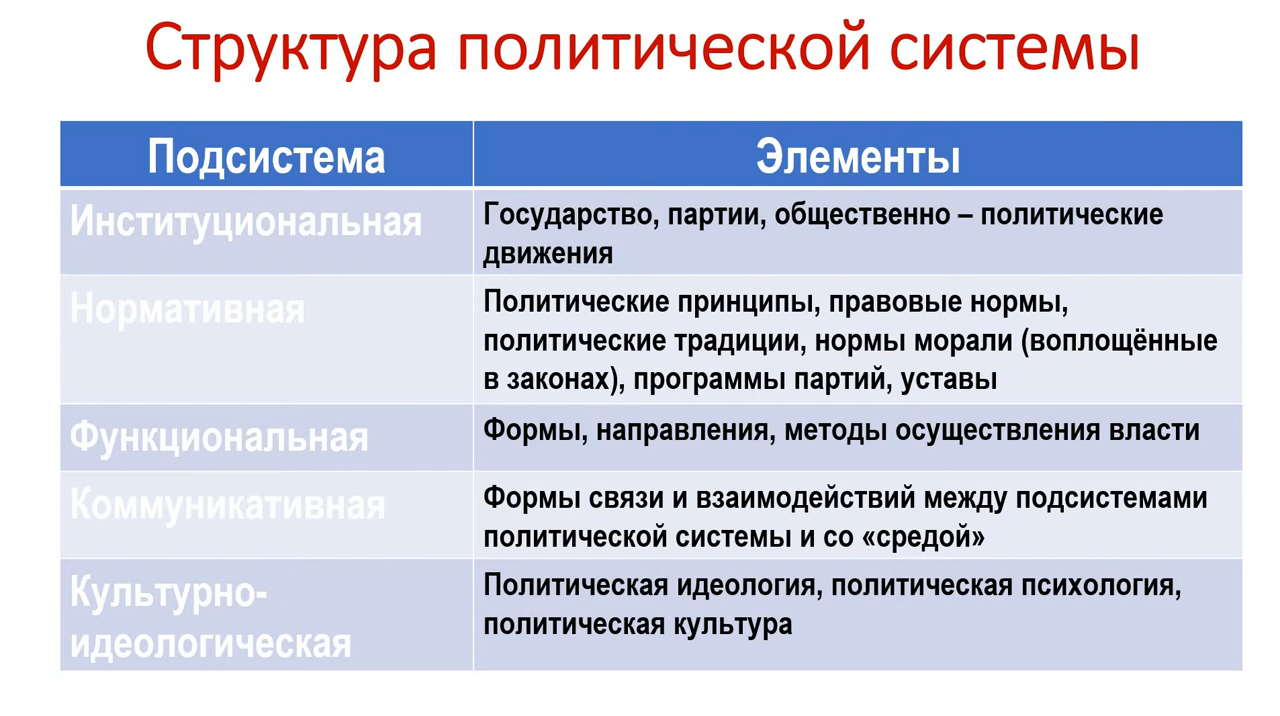 Структура политической системы
Подсистема
Элементы
Институциональная
Государство, партии, общественно – политические
движения
Нормативная
Политические принципы, правовые нормы,
политические традиции, нормы морали (воплощённые
в законах), программы партий, уставы
Функциональная
Формы, направления, методы осуществления власти
Коммуникативная
Формы связи и взаимодействий между подсистемами
политической системы и со «средой»
Культурно-
идеологическая
Политическая идеология, политическая психология,
политическая культура